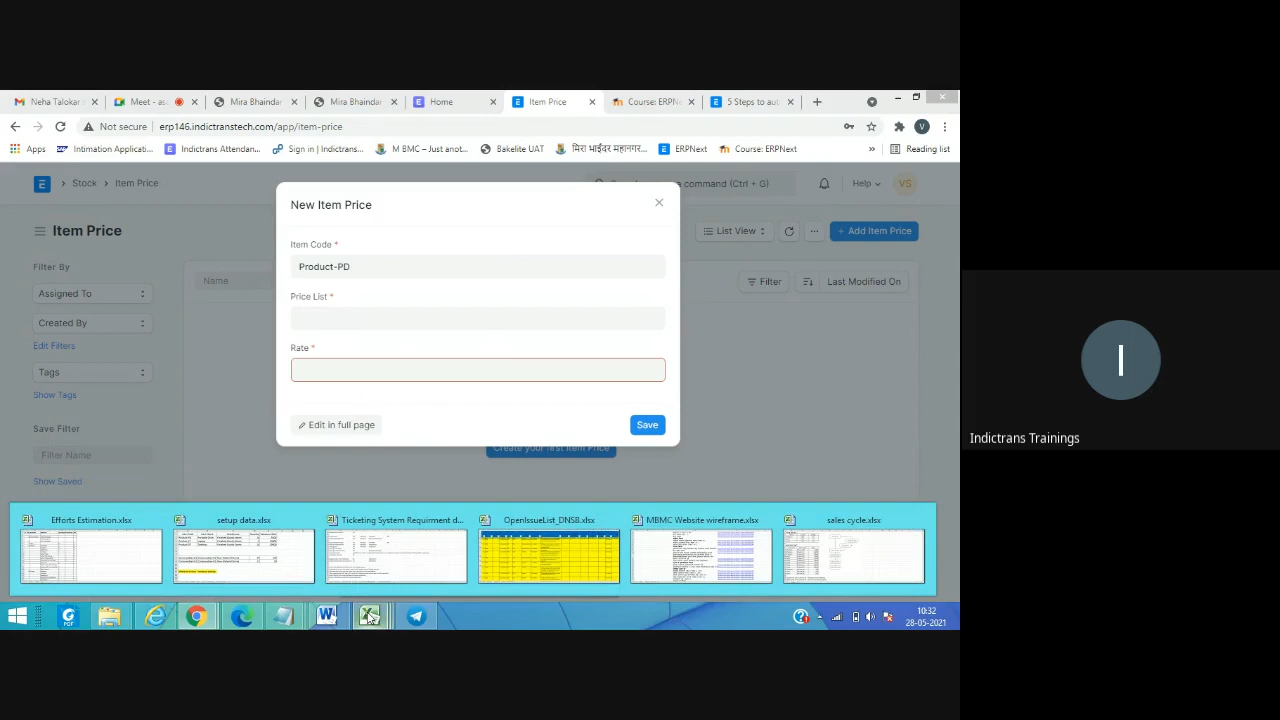 Neha Talokar
Meet - as
Mira Bhaindar
Mira Bhaindar
Home
Item Price
Course: ERPNe
5 Steps to aut
Not secure
erp146.indictranstech.com/app/item-price
V
Apps
Intimation Applicati...
Indictrans Attendan...
Sign in | Indictrans...
M BMC – Just anot...
Bakelite UAT
मिरा भाईंदर महानगर...
ERPNext
Course: ERPNext
»
Reading list
E
Stock
Item Price
command (Ctrl + G)
Help
VS
Item Price
List View
...
+ Add Item Price
Filter By
Assigned To
Created By
Edit Filters
Tags
Show Tags
Save Filter
Filter Name
Show Saved
Name
Filter
Last Modified On
New Item Price
Item Code *
Product-PD
Price List *
Rate *
Edit in full page
Save
Create your first Item Price
Efforts Estimation.xlsx
setup data.xlsx
Ticketing System Requirment d...
OpenIssueList_DNSB.xlsx
MBMC Website wireframe.xlsx
sales cycle.xlsx
10:32
28-05-2021
I
Indictrans Trainings